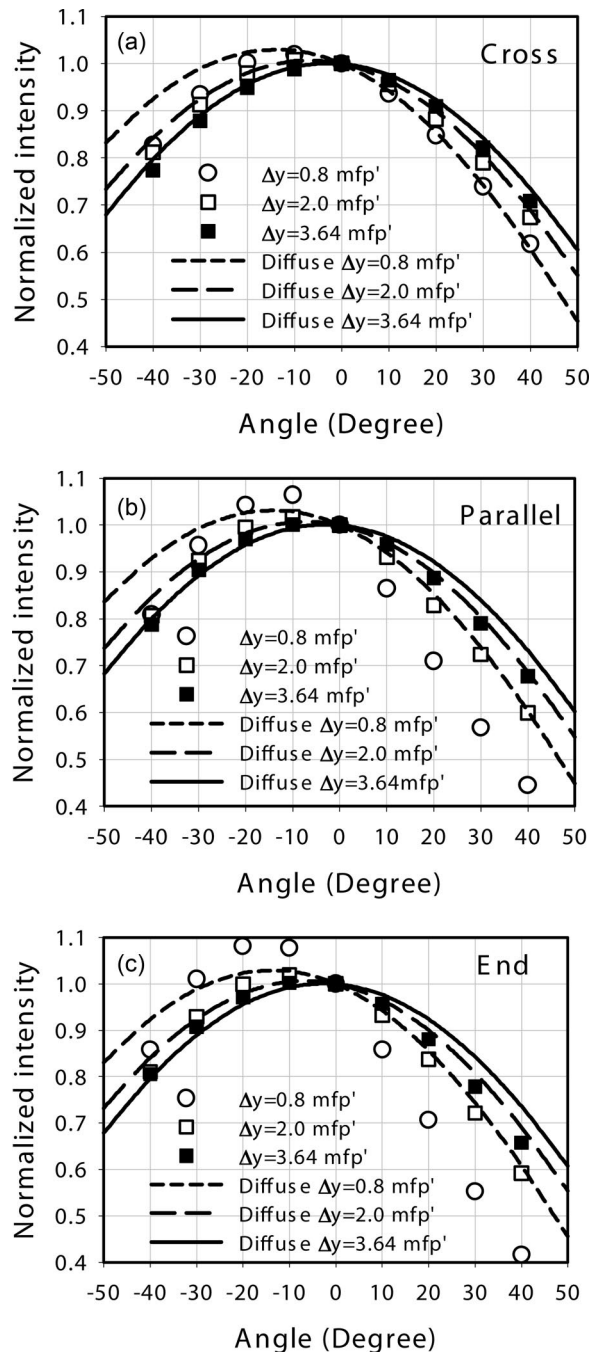 (a)
Cross
1.1
1.0
0.9
0.8
0.7
0.6
0.5
0.4
Normalized intensity
Δy=0.8 mfp'
Δy=2.0 mfp'
Δy=3.64 mfp'
Diffuse Δy=0.8 mfp'
Diffuse Δy=2.0 mfp'
Diffuse Δy=3.64 mfp'
-50 -40 -30 -20 -10 0 10 20 30 40 50
Angle (Degree)
(b)
Parallel
1.1
1.0
0.9
0.8
0.7
0.6
0.5
0.4
Normalized intensity
Δy=0.8 mfp'
Δy=2.0 mfp'
Δy=3.64 mfp'
Diffuse Δy=0.8 mfp'
Diffuse Δy=2.0 mfp'
Diffuse Δy=3.64mfp'
-50 -40 -30 -20 -10 0 10 20 30 40 50
Angle (Degree)
(c)
End
1.1
1.0
0.9
0.8
0.7
0.6
0.5
0.4
Normalized intensity
Δy=0.8 mfp'
Δy=2.0 mfp'
Δy=3.64 mfp'
Diffuse Δy=0.8 mfp'
Diffuse Δy=2.0 mfp'
Diffuse Δy=3.64 mfp'
-50 -40 -30 -20 -10 0 10 20 30 40 50
Angle (Degree)